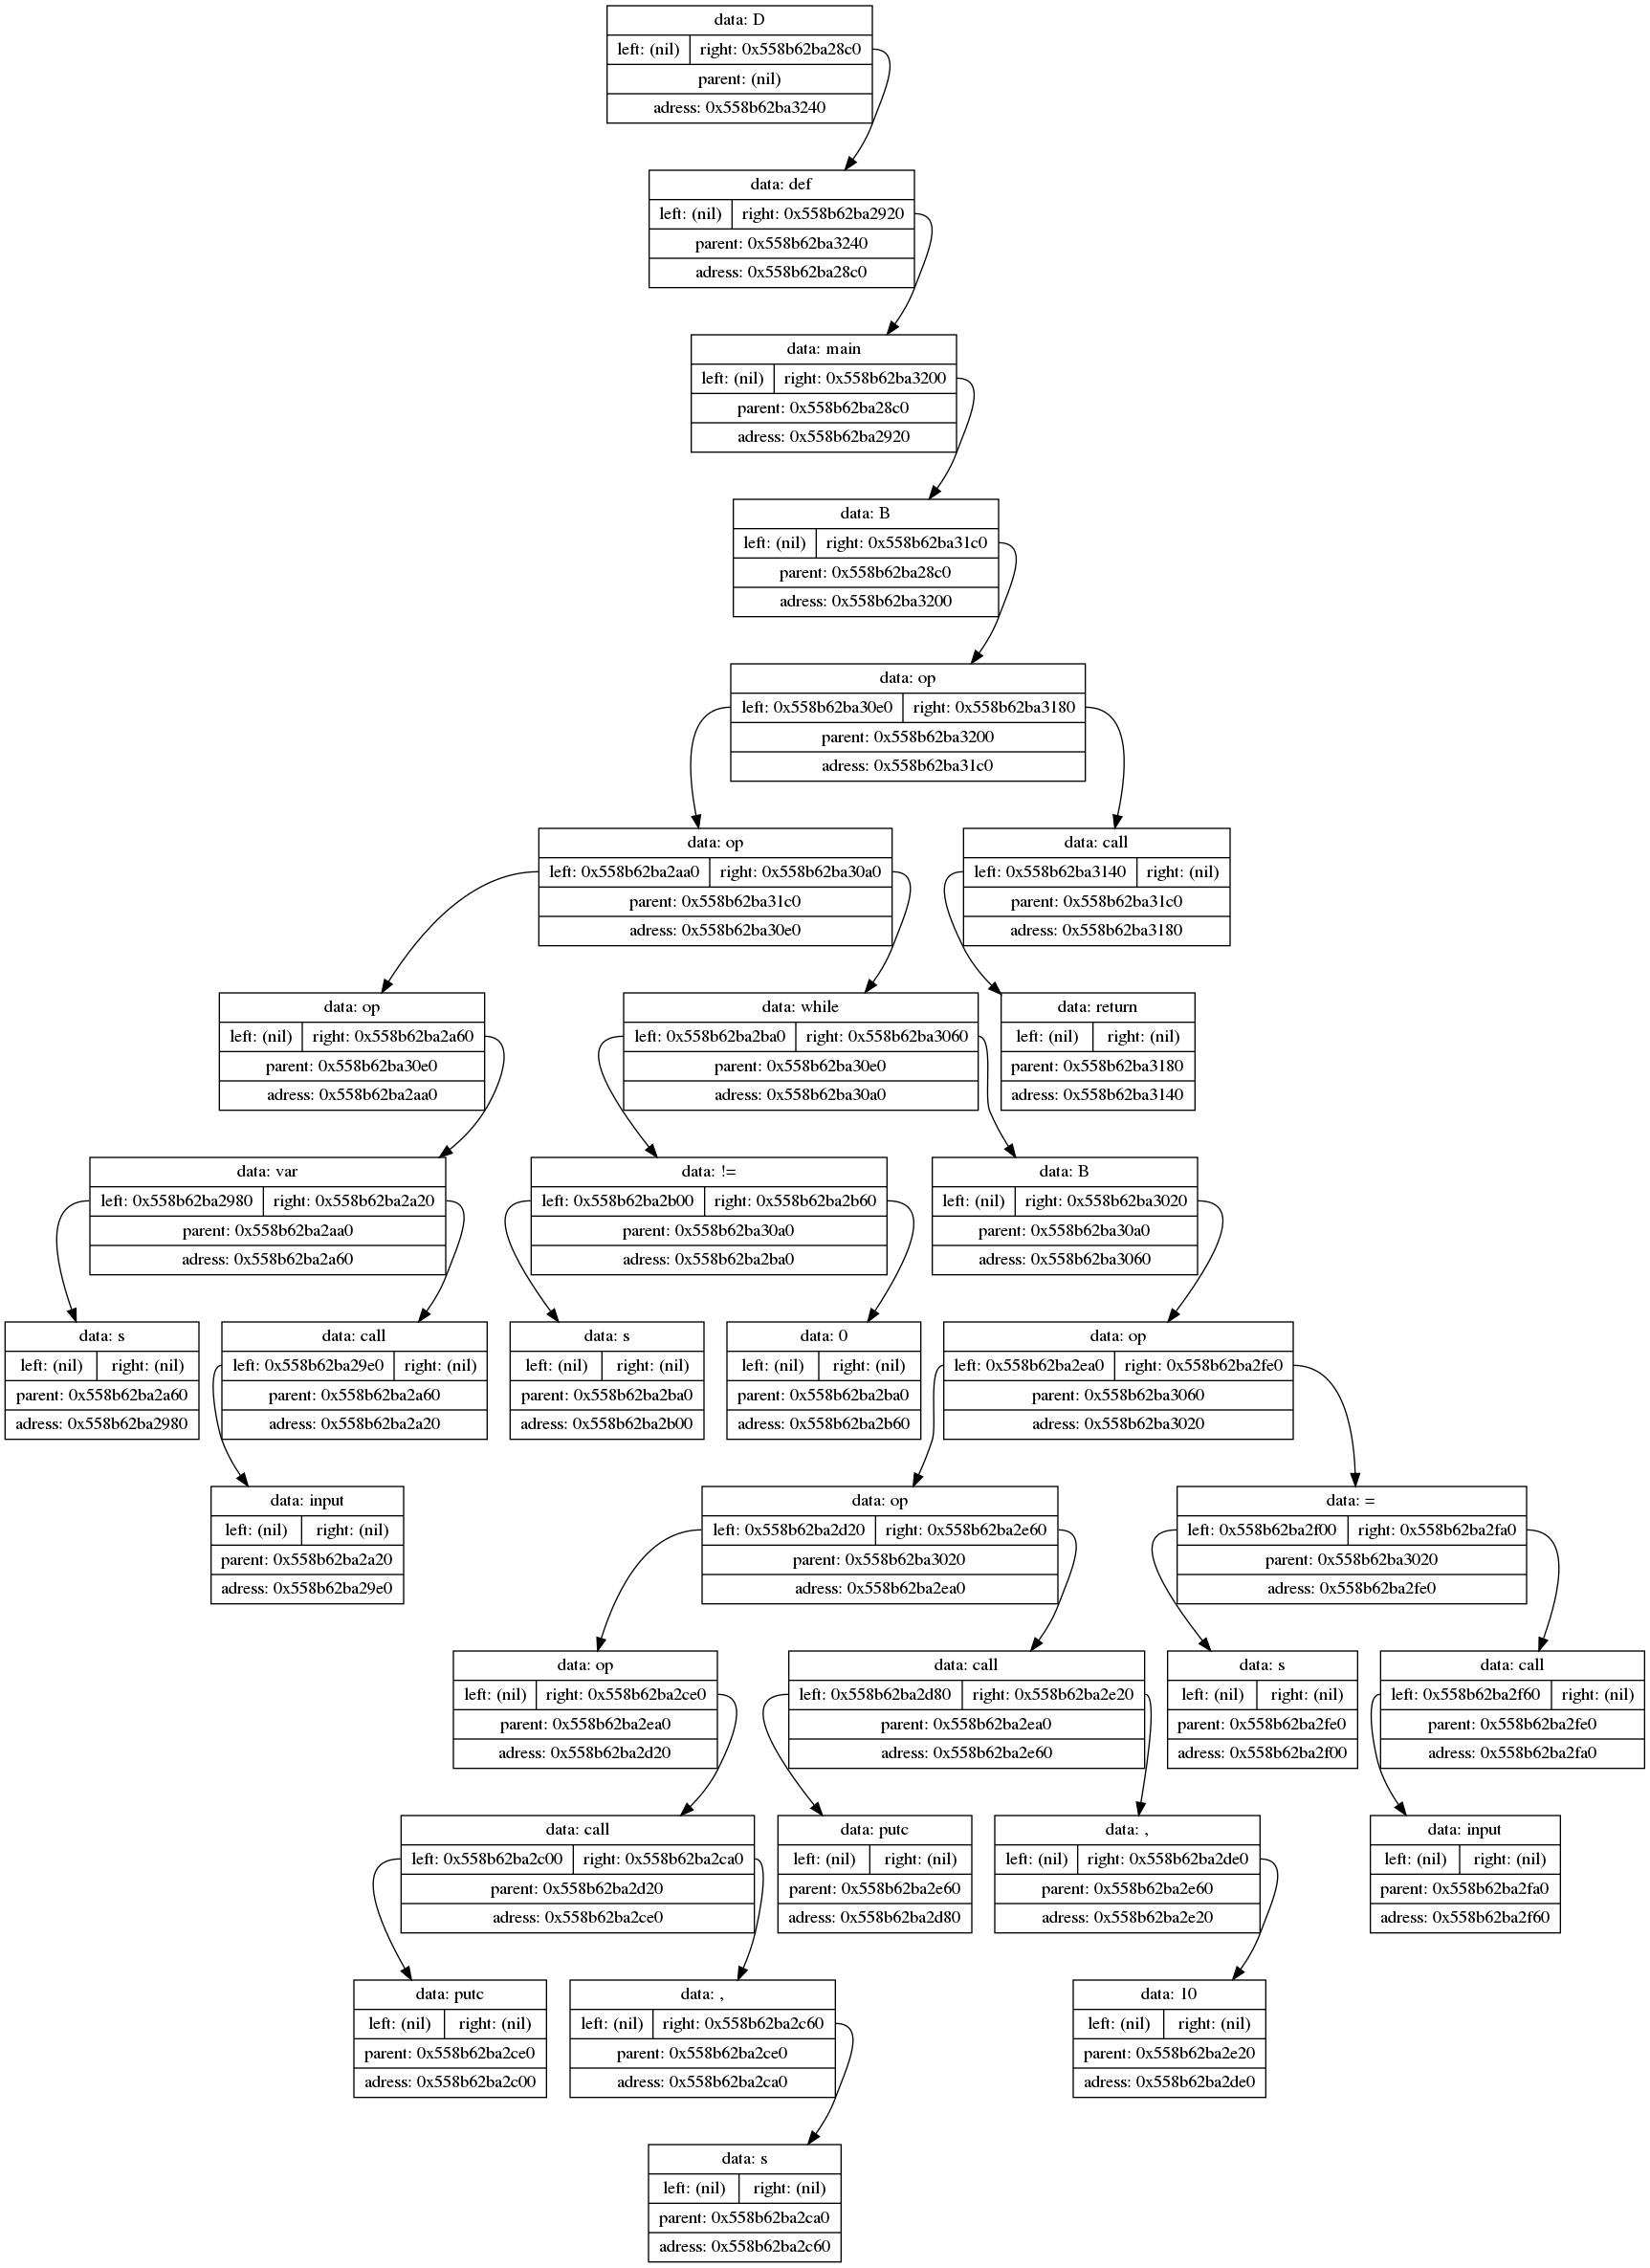 data: D
left: (nil) right: 0x558b62ba28c0
parent: (nil)
adress: 0x558b62ba3240
data: def
left: (nil) right: 0x558b62ba2920
parent: 0x558b62ba3240
adress: 0x558b62ba28c0
data: main
left: (nil) right: 0x558b62ba3200
parent: 0x558b62ba28c0
adress: 0x558b62ba2920
data: B
left: (nil) right: 0x558b62ba31c0
parent: 0x558b62ba28c0
adress: 0x558b62ba3200
data: op
left: 0x558b62ba30e0 right: 0x558b62ba3180
parent: 0x558b62ba3200
adress: 0x558b62ba31c0
data: op
left: 0x558b62ba2aa0 right: 0x558b62ba30a0
parent: 0x558b62ba31c0
adress: 0x558b62ba30e0
data: call
left: 0x558b62ba3140 right: (nil)
parent: 0x558b62ba31c0
adress: 0x558b62ba3180
data: op
left: (nil) right: 0x558b62ba2a60
parent: 0x558b62ba30e0
adress: 0x558b62ba2aa0
data: while
left: 0x558b62ba2ba0 right: 0x558b62ba3060
parent: 0x558b62ba30e0
adress: 0x558b62ba30a0
data: return
left: (nil) right: (nil)
parent: 0x558b62ba3180
adress: 0x558b62ba3140
data: var
left: 0x558b62ba2980 right: 0x558b62ba2a20
parent: 0x558b62ba2aa0
adress: 0x558b62ba2a60
data: !=
left: 0x558b62ba2b00 right: 0x558b62ba2b60
parent: 0x558b62ba30a0
adress: 0x558b62ba2ba0
data: B
left: (nil) right: 0x558b62ba3020
parent: 0x558b62ba30a0
adress: 0x558b62ba3060
data: s
left: (nil) right: (nil)
parent: 0x558b62ba2a60
adress: 0x558b62ba2980
data: call
left: 0x558b62ba29e0 right: (nil)
parent: 0x558b62ba2a60
adress: 0x558b62ba2a20
data: s
left: (nil) right: (nil)
parent: 0x558b62ba2ba0
adress: 0x558b62ba2b00
data: 0
left: (nil) right: (nil)
parent: 0x558b62ba2ba0
adress: 0x558b62ba2b60
data: op
left: 0x558b62ba2ea0 right: 0x558b62ba2fe0
parent: 0x558b62ba3060
adress: 0x558b62ba3020
data: input
left: (nil) right: (nil)
parent: 0x558b62ba2a20
adress: 0x558b62ba29e0
data: op
left: 0x558b62ba2d20 right: 0x558b62ba2e60
parent: 0x558b62ba3020
adress: 0x558b62ba2ea0
data: =
left: 0x558b62ba2f00 right: 0x558b62ba2fa0
parent: 0x558b62ba3020
adress: 0x558b62ba2fe0
data: op
left: (nil) right: 0x558b62ba2ce0
parent: 0x558b62ba2ea0
adress: 0x558b62ba2d20
data: call
left: 0x558b62ba2d80 right: 0x558b62ba2e20
parent: 0x558b62ba2ea0
adress: 0x558b62ba2e60
data: s
left: (nil) right: (nil)
parent: 0x558b62ba2fe0
adress: 0x558b62ba2f00
data: call
left: 0x558b62ba2f60 right: (nil)
parent: 0x558b62ba2fe0
adress: 0x558b62ba2fa0
data: call
left: 0x558b62ba2c00 right: 0x558b62ba2ca0
parent: 0x558b62ba2d20
adress: 0x558b62ba2ce0
data: putc
left: (nil) right: (nil)
parent: 0x558b62ba2e60
adress: 0x558b62ba2d80
data: ,
left: (nil) right: 0x558b62ba2de0
parent: 0x558b62ba2e60
adress: 0x558b62ba2e20
data: input
left: (nil) right: (nil)
parent: 0x558b62ba2fa0
adress: 0x558b62ba2f60
data: putc
left: (nil) right: (nil)
parent: 0x558b62ba2ce0
adress: 0x558b62ba2c00
data: ,
left: (nil) right: 0x558b62ba2c60
parent: 0x558b62ba2ce0
adress: 0x558b62ba2ca0
data: 10
left: (nil) right: (nil)
parent: 0x558b62ba2e20
adress: 0x558b62ba2de0
data: s
left: (nil) right: (nil)
parent: 0x558b62ba2ca0
adress: 0x558b62ba2c60